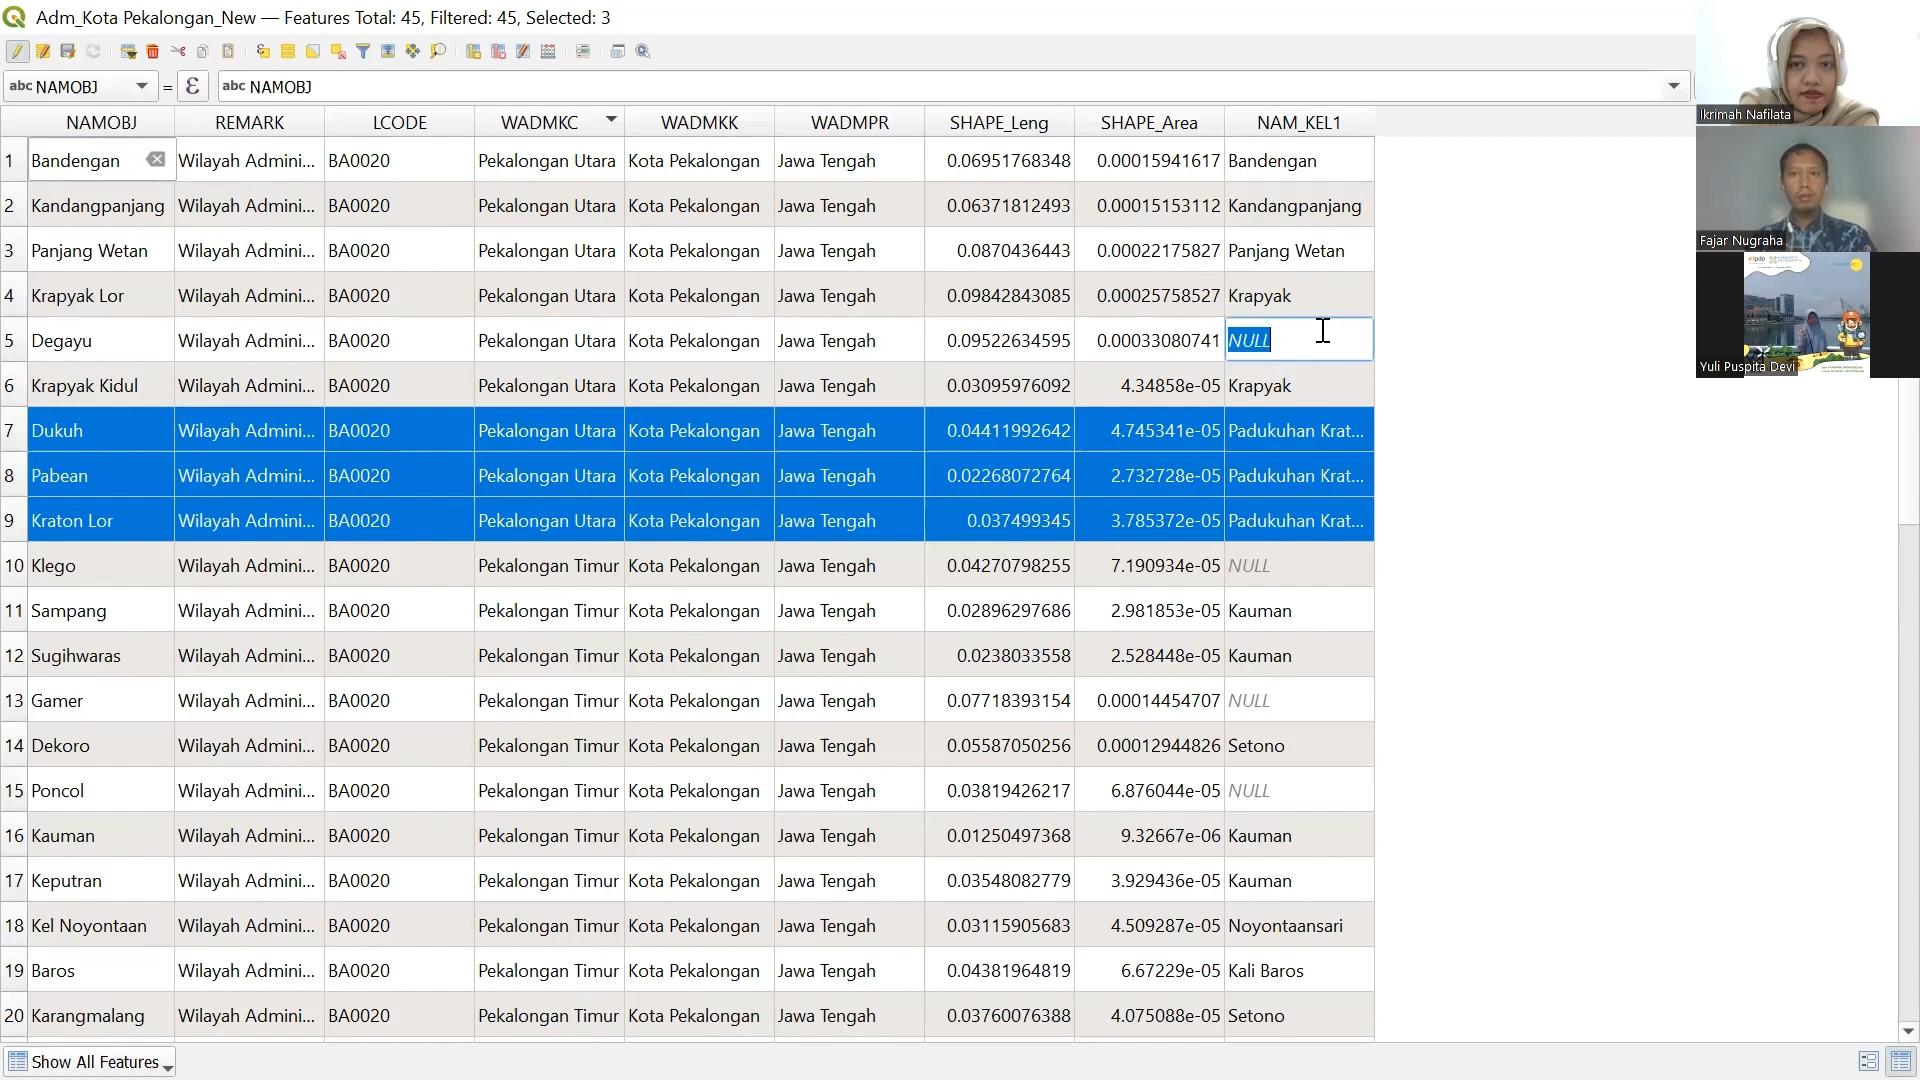 Adm_Kota Pekalongan_New — Features Total: 45, Filtered: 45, Selected: 3
abc NAMOBJ = ε abc NAMOBJ
NAMOBJ REMARK LCODE WADMKC WADMKK WADMPR SHAPE_Leng SHAPE_Area NAM_KEL1
1 Bandengan Wilayah Admini... BA0020 Pekalongan Utara Kota Pekalongan Jawa Tengah 0.06951768348 0.00015941617 Bandengan
2 Kandangpanjang Wilayah Admini... BA0020 Pekalongan Utara Kota Pekalongan Jawa Tengah 0.06371812493 0.00015153112 Kandangpanjang
3 Panjang Wetan Wilayah Admini... BA0020 Pekalongan Utara Kota Pekalongan Jawa Tengah 0.0870436443 0.00022175827 Panjang Wetan
4 Krapyak Lor Wilayah Admini... BA0020 Pekalongan Utara Kota Pekalongan Jawa Tengah 0.09842843085 0.00025758527 Krapyak
5 Degayu Wilayah Admini... BA0020 Pekalongan Utara Kota Pekalongan Jawa Tengah 0.09522634595 0.00033080741 NULL
6 Krapyak Kidul Wilayah Admini... BA0020 Pekalongan Utara Kota Pekalongan Jawa Tengah 0.03095976092 4.34858e-05 Krapyak
7 Dukuh Wilayah Admini... BA0020 Pekalongan Utara Kota Pekalongan Jawa Tengah 0.04411992642 4.745341e-05 Padukuhan Krat...
8 Pabean Wilayah Admini... BA0020 Pekalongan Utara Kota Pekalongan Jawa Tengah 0.02268072764 2.732728e-05 Padukuhan Krat...
9 Kraton Lor Wilayah Admini... BA0020 Pekalongan Utara Kota Pekalongan Jawa Tengah 0.037499345 3.785372e-05 Padukuhan Krat...
10 Klego Wilayah Admini... BA0020 Pekalongan Timur Kota Pekalongan Jawa Tengah 0.04270798255 7.190934e-05 NULL
11 Sampang Wilayah Admini... BA0020 Pekalongan Timur Kota Pekalongan Jawa Tengah 0.02896297686 2.981853e-05 Kauman
12 Sugihwaras Wilayah Admini... BA0020 Pekalongan Timur Kota Pekalongan Jawa Tengah 0.0238033558 2.528448e-05 Kauman
13 Gamer Wilayah Admini... BA0020 Pekalongan Timur Kota Pekalongan Jawa Tengah 0.07718393154 0.00014454707 NULL
14 Dekoro Wilayah Admini... BA0020 Pekalongan Timur Kota Pekalongan Jawa Tengah 0.05587050256 0.00012944826 Setono
15 Poncol Wilayah Admini... BA0020 Pekalongan Timur Kota Pekalongan Jawa Tengah 0.03819426217 6.876044e-05 NULL
16 Kauman Wilayah Admini... BA0020 Pekalongan Timur Kota Pekalongan Jawa Tengah 0.01250497368 9.32667e-06 Kauman
17 Keputran Wilayah Admini... BA0020 Pekalongan Timur Kota Pekalongan Jawa Tengah 0.03548082779 3.929436e-05 Kauman
18 Kel Noyontaan Wilayah Admini... BA0020 Pekalongan Timur Kota Pekalongan Jawa Tengah 0.03115905683 4.509287e-05 Noyontaansari
19 Baros Wilayah Admini... BA0020 Pekalongan Timur Kota Pekalongan Jawa Tengah 0.04381964819 6.67229e-05 Kali Baros
20 Karangmalang Wilayah Admini... BA0020 Pekalongan Timur Kota Pekalongan Jawa Tengah 0.03760076388 4.075088e-05 Setono
Show All Features
Ikrimah Nafilata
Fajar Nugraha
lpdp
Yuli Puspita Devi